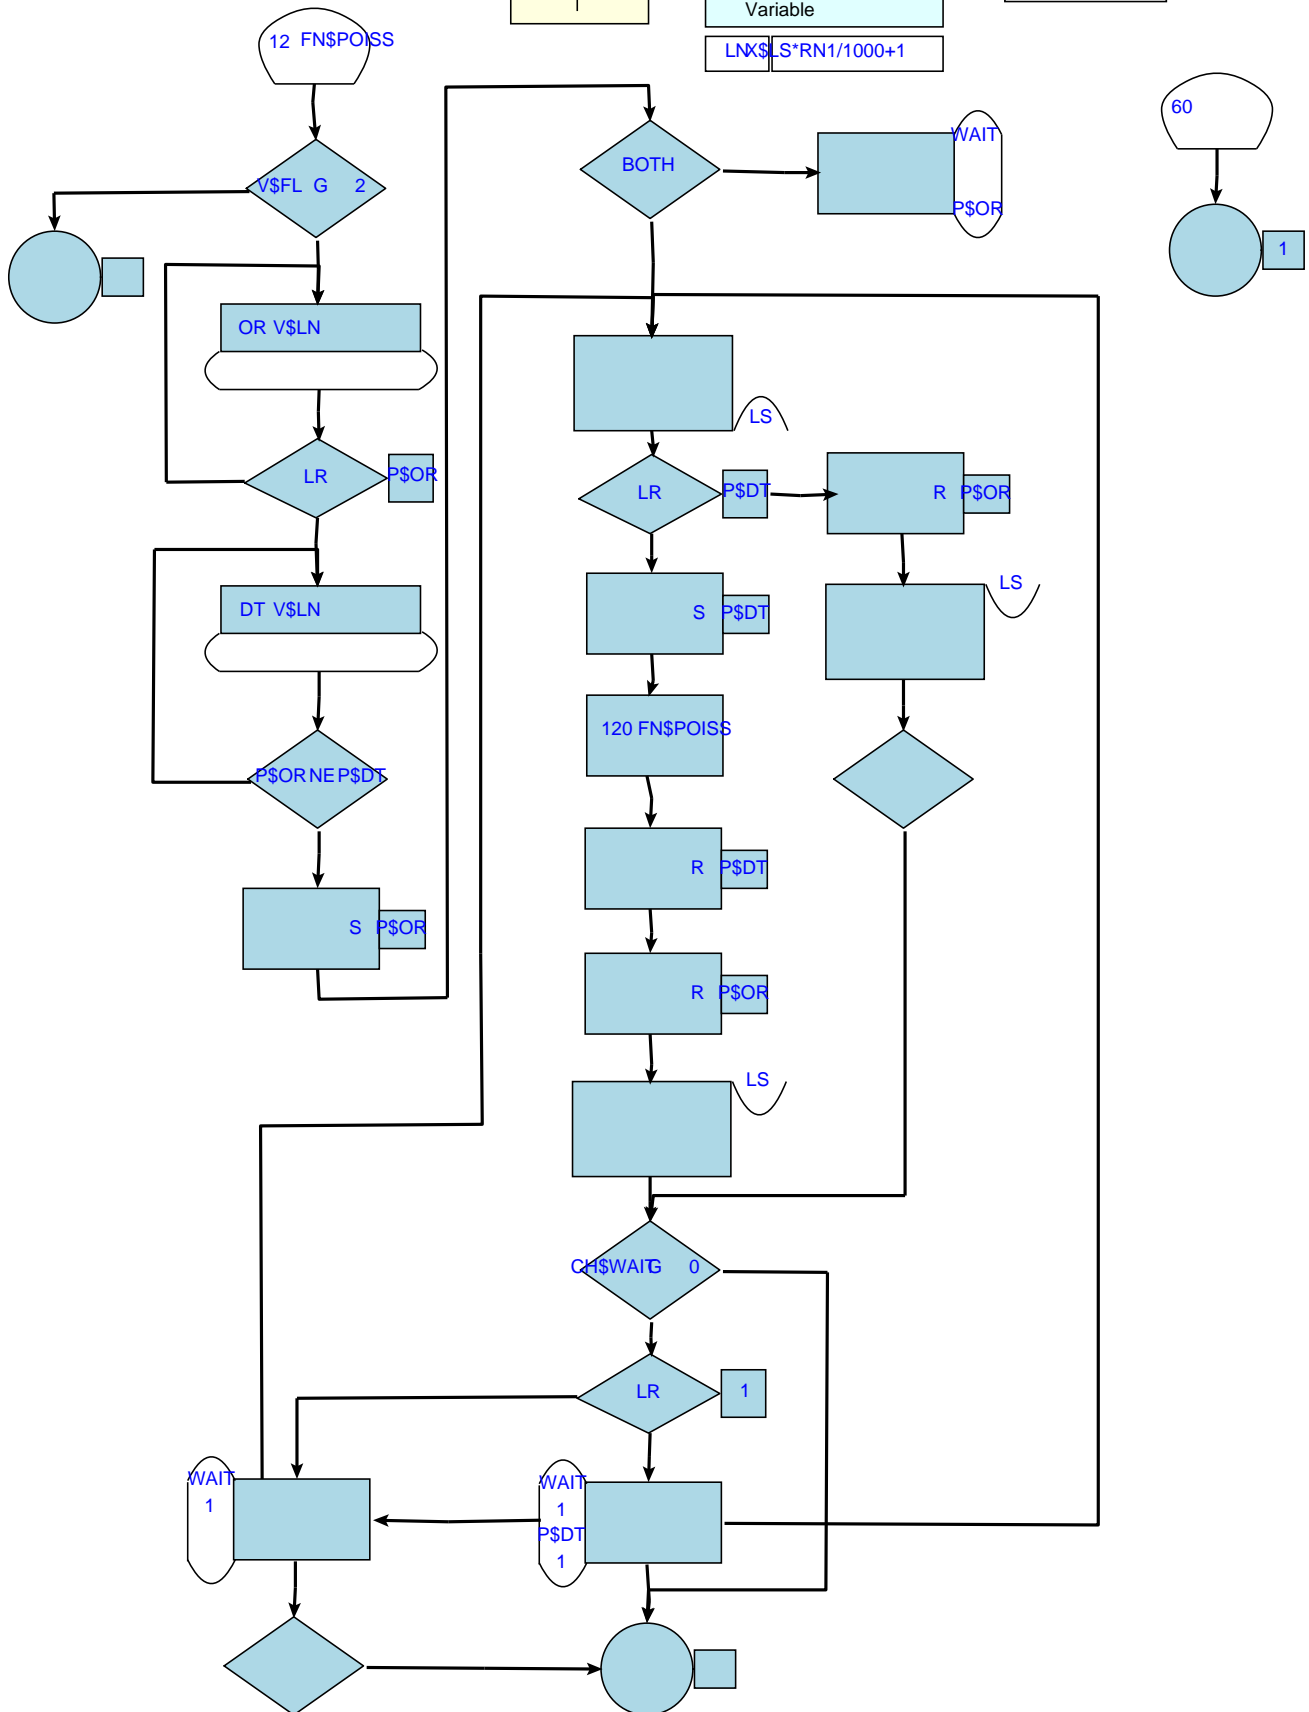 Variable
LN X$LS*RN1/1000+1
12 FN$POISS
60
V$FL G 2
1
BOTH
WAIT
P$OR
OR V$LN
LS
LR P$OR
LR P$DT
R P$OR
LS
DT V$LN
S P$DT
120 FN$POISS
P$OR NE P$DT
R P$DT
S P$OR
R P$OR
LS
CH$WAIT G 0
LR 1
WAIT
1
WAIT
1
P$DT
1